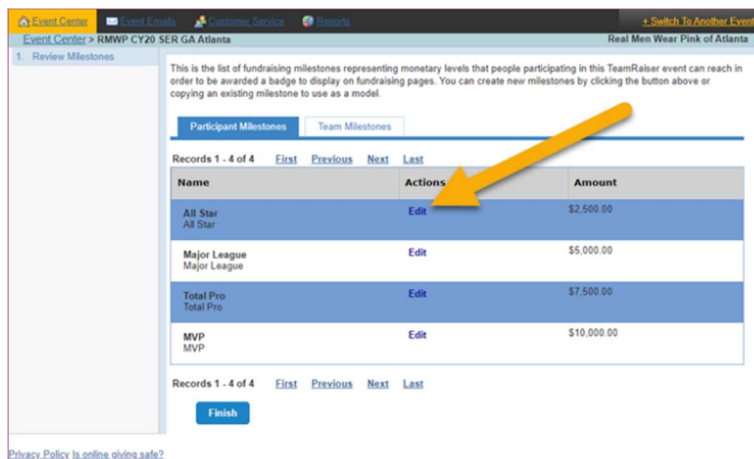 Event Center Event Emails Customer Service Reports + Switch To Another Event
Event Center > RMWP CY20 SER GA Atlanta Real Men Wear Pink of Atlanta
1. Review Milestones
This is the list of fundraising milestones representing monetary levels that people participating in this TeamRaiser event can reach in
order to be awarded a badge to display on fundraising pages. You can create new milestones by clicking the button above or
copying an existing milestone to use as a model.
Participant Milestones Team Milestones
Records 1 - 4 of 4 First Previous Next Last
Name Actions Amount
All Star Edit $2,500.00
All Star
Major League Edit $5,000.00
Major League
Total Pro Edit $7,500.00
Total Pro
MVP Edit $10,000.00
MVP
Records 1 - 4 of 4 First Previous Next Last
Finish
Privacy Policy Is online giving safe?